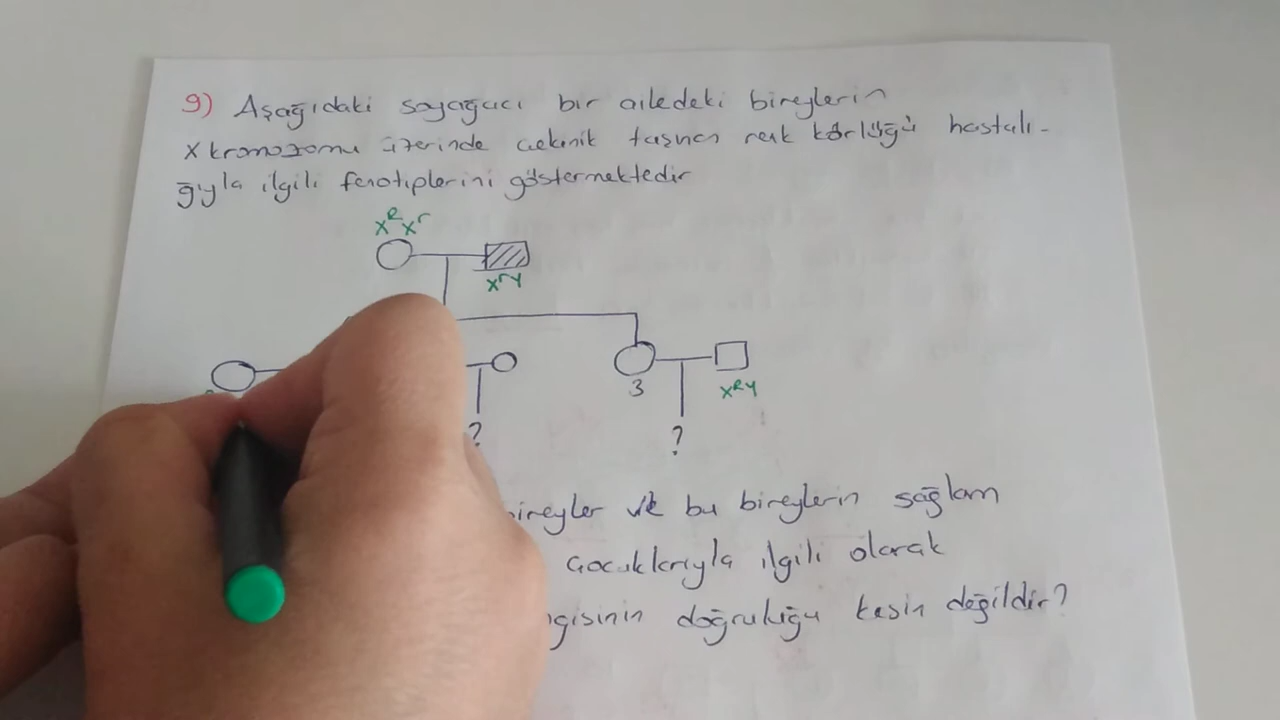 9) Aşağıdaki soyağacı bir ailedeki bireylerin
X kromozomu üzerinde çekinik taşınan renk körlüğü hastalı-
ğıyla ilgili fenotiplerini göstermektedir
X^R X^r
X^r Y
3
X^R Y
?
?
bireyler ve bu bireylerin sağlam
çocuklarıyla ilgili olarak
doğruluğu kesin değildir?